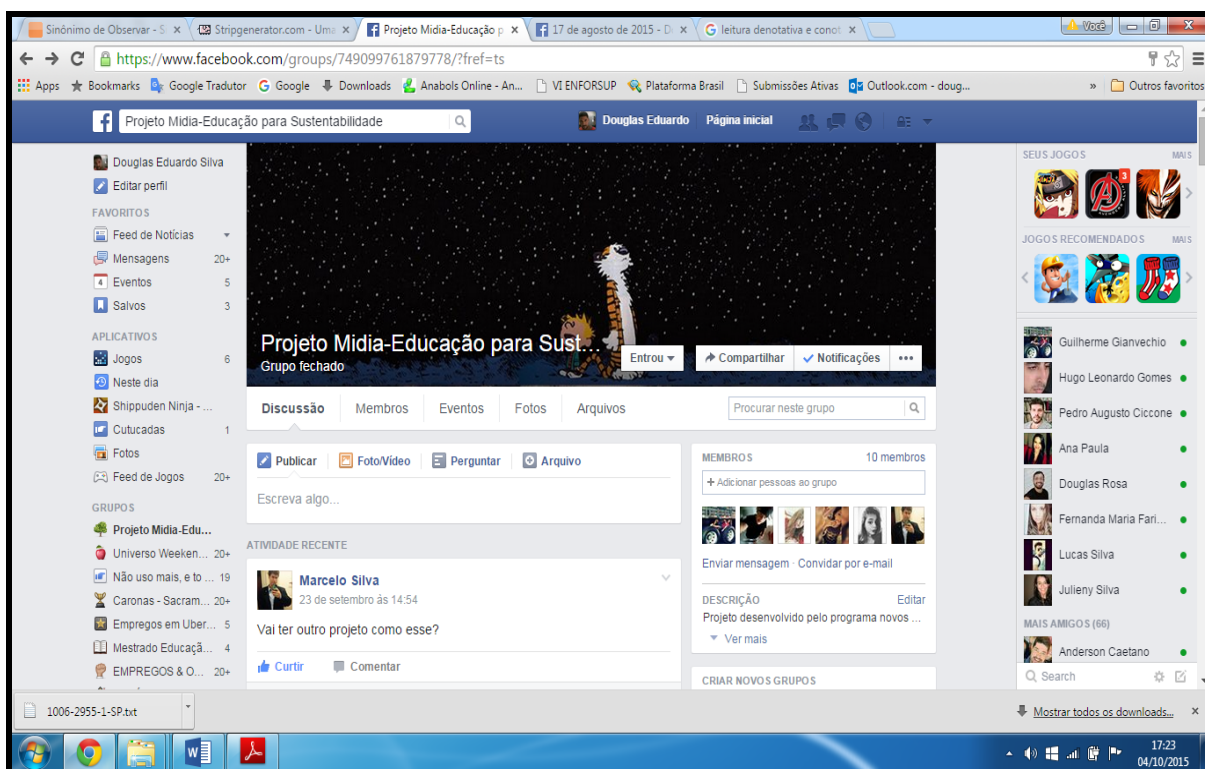 Sinônimo de Observar - S
Stripgenerator.com - Uma
Projeto Midia-Educação p
17 de agosto de 2015 - D
leitura denotativa e conot
Você
https://www.facebook.com/groups/749099761879778/?fref=ts
Apps Bookmarks Google Tradutor Google Downloads Anabols Online - An... VI ENFORSUP Plataforma Brasil Submissões Ativas Outlook.com - doug... » Outros favoritos
Projeto Midia-Educação para Sustentabilidade
Douglas Eduardo Página inicial
Douglas Eduardo Silva
Editar perfil
FAVORITOS
Feed de Notícias
Mensagens 20+
Eventos 5
Salvos 3
APLICATIVOS
Jogos 6
Neste dia
Shippuden Ninja - ...
Cutucadas 1
Fotos
Feed de Jogos 20+
GRUPOS
Projeto Midia-Edu...
Universo Weeken... 20+
Não uso mais, e to ... 19
Caronas - Sacram... 20+
Empregos em Uber... 5
Mestrado Educaçã... 4
EMPREGOS & O... 20+
Projeto Midia-Educação para Sust...
Grupo fechado
Entrou Compartilhar Notificações
Discussão Membros Eventos Fotos Arquivos
Procurar neste grupo
Publicar Foto/Vídeo Perguntar Arquivo
Escreva algo...
ATIVIDADE RECENTE
Marcelo Silva
23 de setembro às 14:54
Vai ter outro projeto como esse?
Curtir Comentar
MEMBROS 10 membros
+ Adicionar pessoas ao grupo
Enviar mensagem · Convidar por e-mail
DESCRIÇÃO Editar
Projeto desenvolvido pelo programa novos ...
Ver mais
CRIAR NOVOS GRUPOS
SEUS JOGOS MAIS
3
JOGOS RECOMENDADOS MAIS
Guilherme Gianvechio
Hugo Leonardo Gomes
Pedro Augusto Ciccone
Ana Paula
Douglas Rosa
Fernanda Maria Fari...
Lucas Silva
Julieny Silva
MAIS AMIGOS (66)
Anderson Caetano
Search
1006-2955-1-SP.txt
Mostrar todos os downloads...
17:23
04/10/2015